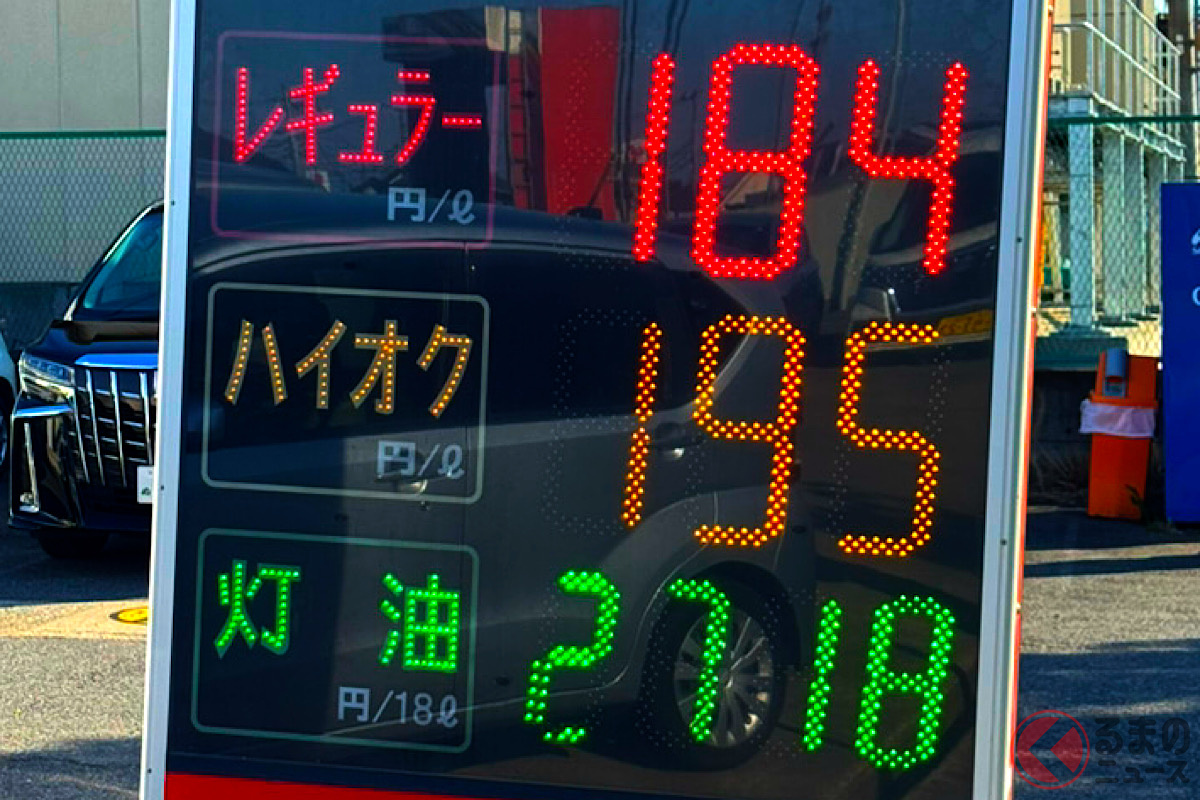 レギュラー 184
円/ℓ
ハイオク 195
円/ℓ
灯 油 2718
円/18ℓ
くるまの
ニュース